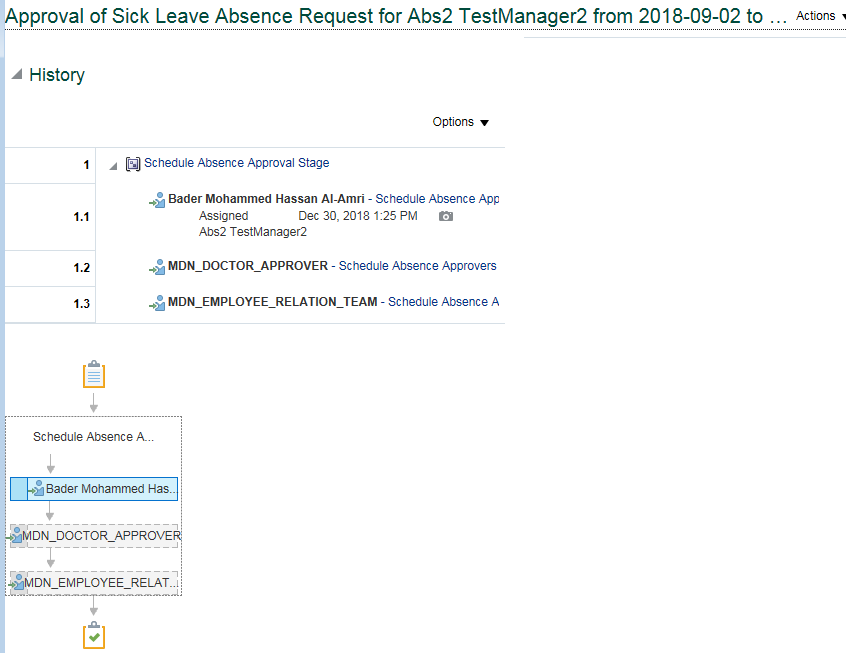 Approval of Sick Leave Absence Request for Abs2 TestManager2 from 2018-09-02 to ... Actions
History
Options
1 Schedule Absence Approval Stage
1.1 Bader Mohammed Hassan Al-Amri - Schedule Absence App
Assigned Dec 30, 2018 1:25 PM
Abs2 TestManager2
1.2 MDN_DOCTOR_APPROVER - Schedule Absence Approvers
1.3 MDN_EMPLOYEE_RELATION_TEAM - Schedule Absence A
Schedule Absence A...
Bader Mohammed Has...
MDN_DOCTOR_APPROVER
MDN_EMPLOYEE_RELAT...